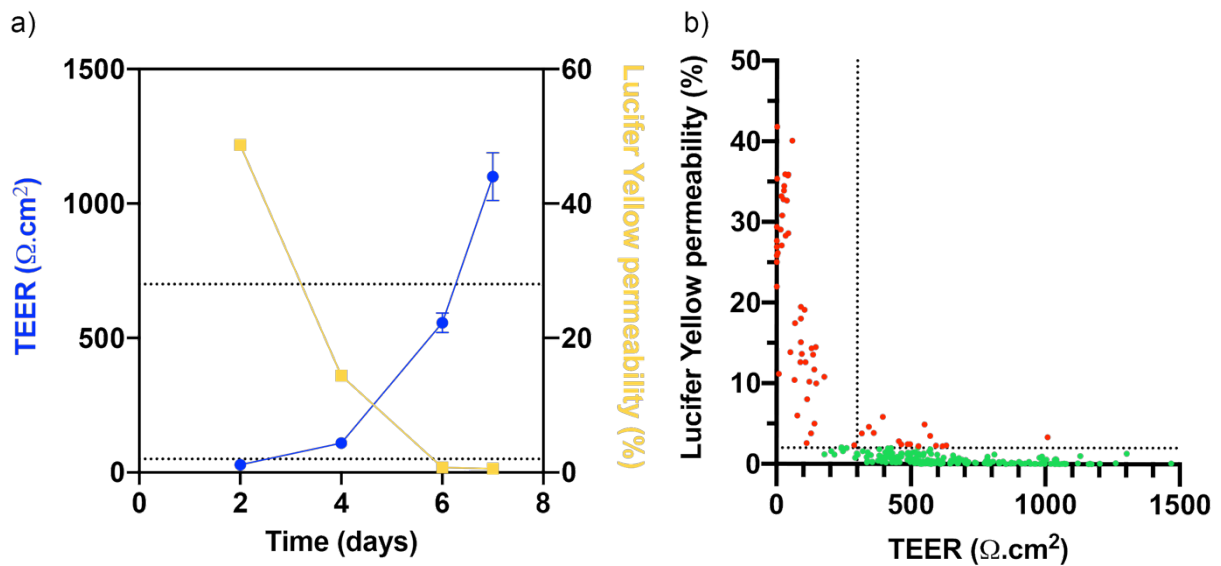 a)
1500
1000
500
0
TEER (Ω.cm²)
60
40
20
0
Lucifer Yellow permeability (%)
0 2 4 6 8
Time (days)
b)
50
40
30
20
10
0
Lucifer Yellow permeability (%)
0 500 1000 1500
TEER (Ω.cm²)